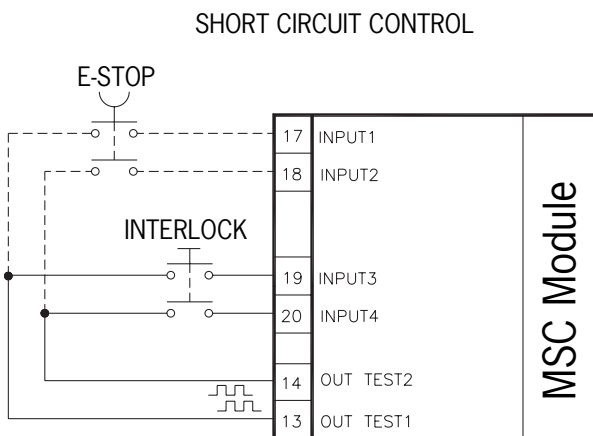 SHORT CIRCUIT CONTROL
E-STOP
17 INPUT1
18 INPUT2
INTERLOCK
19 INPUT3
20 INPUT4
14 OUT TEST2
13 OUT TEST1
MSC Module